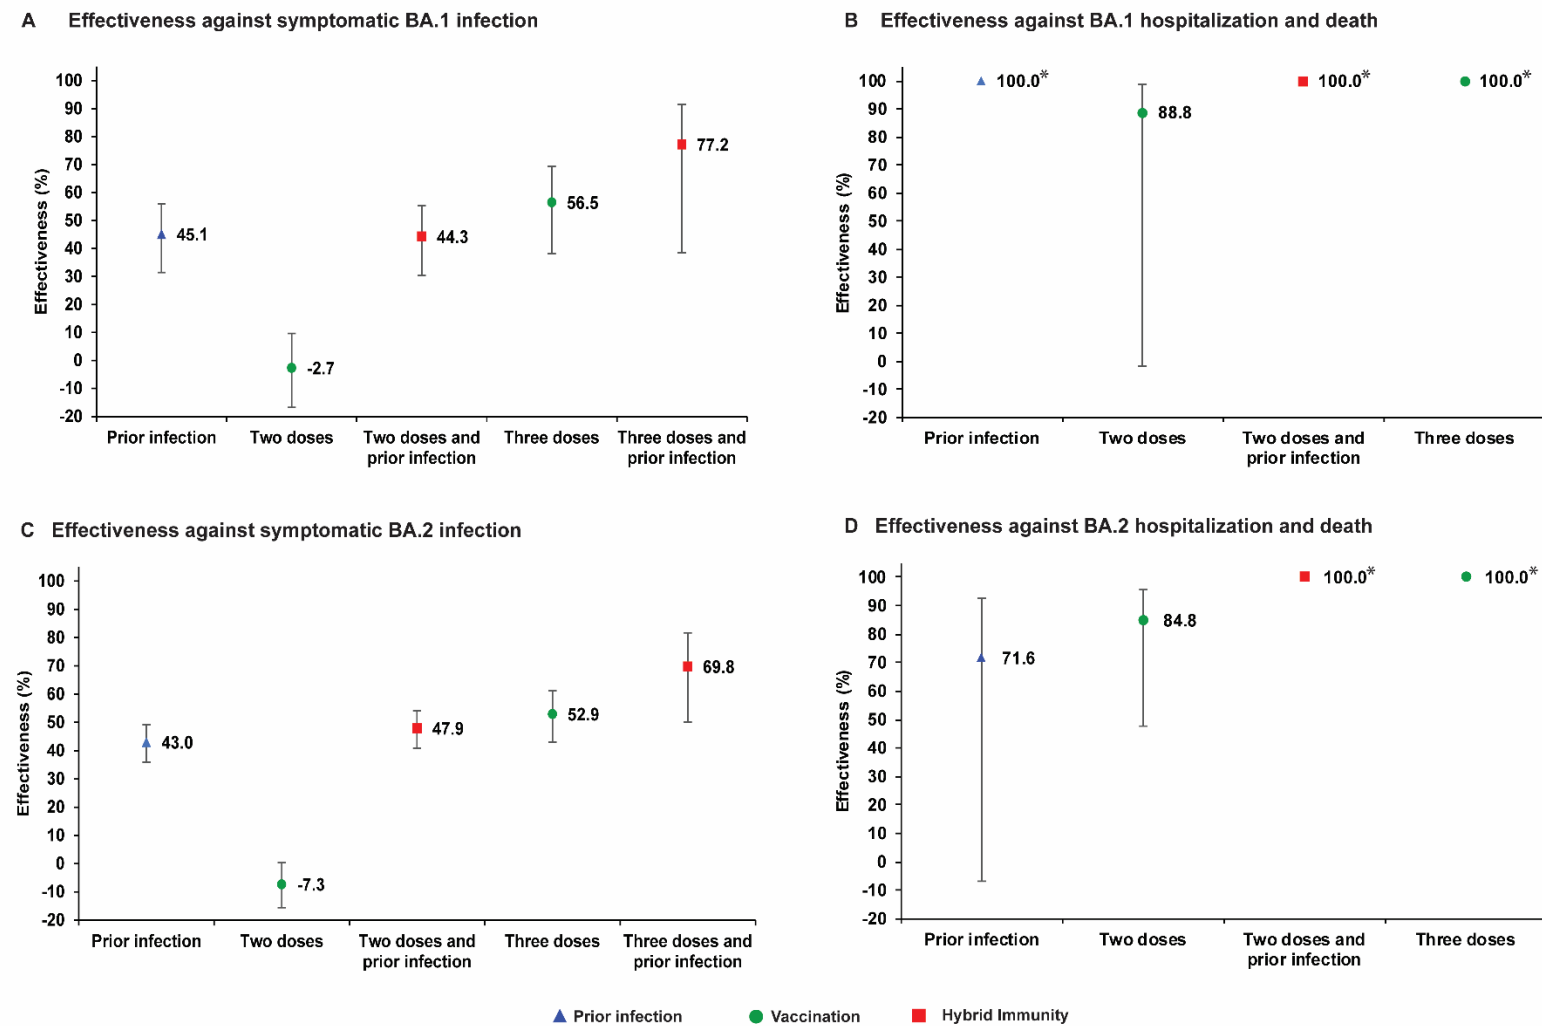 A Effectiveness against symptomatic BA.1 infection
Effectiveness (%)
100
90
80
70
60
50
40
30
20
10
0
-10
-20
45.1
-2.7
44.3
56.5
77.2
Prior infection
Two doses
Two doses and
prior infection
Three doses
Three doses and
prior infection
B Effectiveness against BA.1 hospitalization and death
Effectiveness (%)
100
90
80
70
60
50
40
30
20
10
0
-10
-20
100.0*
88.8
100.0*
100.0*
Prior infection
Two doses
Two doses and
prior infection
Three doses
C Effectiveness against symptomatic BA.2 infection
Effectiveness (%)
100
90
80
70
60
50
40
30
20
10
0
-10
-20
43.0
-7.3
47.9
52.9
69.8
Prior infection
Two doses
Two doses and
prior infection
Three doses
Three doses and
prior infection
D Effectiveness against BA.2 hospitalization and death
Effectiveness (%)
100
90
80
70
60
50
40
30
20
10
0
-10
-20
71.6
84.8
100.0*
100.0*
Prior infection
Two doses
Two doses and
prior infection
Three doses
Prior infection
Vaccination
Hybrid Immunity